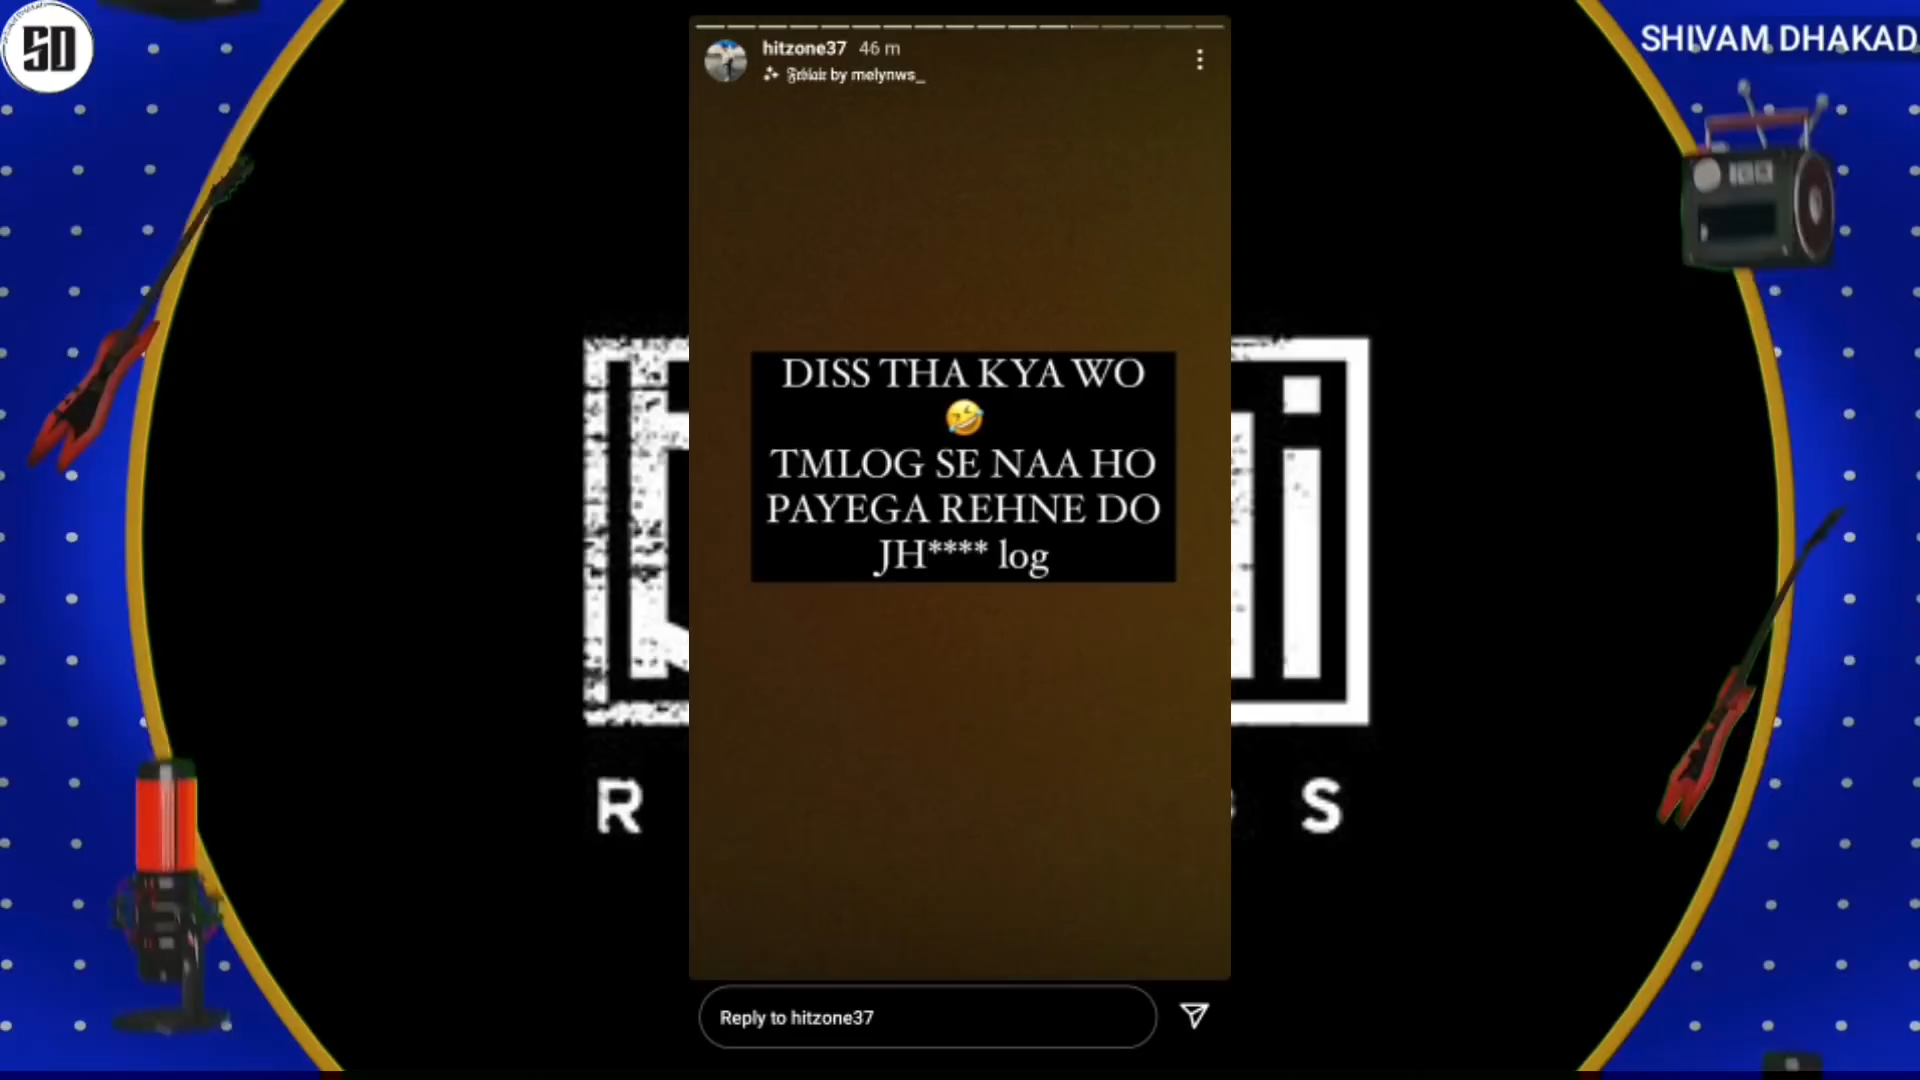 SD
SHIVAM DHAKAD
hitzone37 46 m
by melynws_
DISS THA KYA WO
🤣
TMLOG SE NAA HO
PAYEGA REHNE DO
JH**** log
R
i
S
Reply to hitzone37